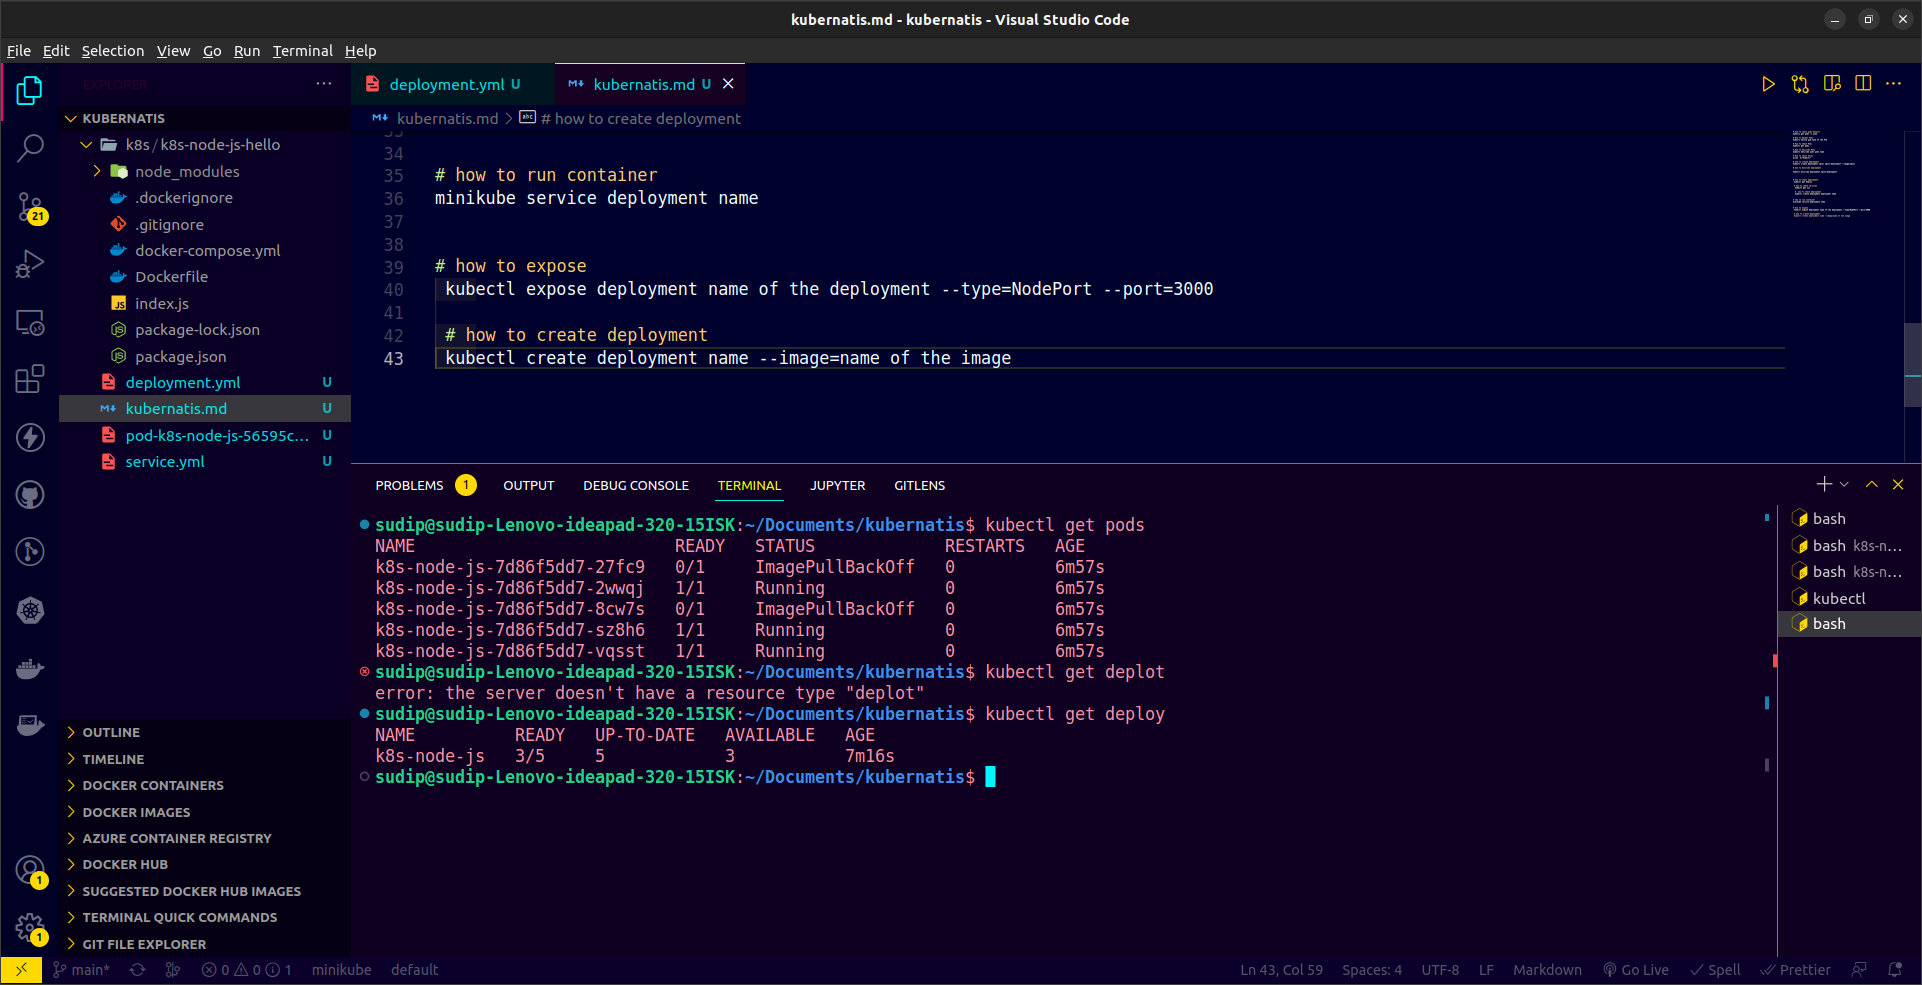 kubernatis.md - kubernatis - Visual Studio Code
File Edit Selection View Go Run Terminal Help
EXPLORER
deployment.yml U
kubernatis.md U
KUBERNATIS
kubernatis.md > # how to create deployment
k8s / k8s-node-js-hello
node_modules
.dockerignore
.gitignore
docker-compose.yml
Dockerfile
index.js
package-lock.json
package.json
deployment.yml U
kubernatis.md U
pod-k8s-node-js-56595c... U
service.yml U
21
33
34
35 # how to run container
36 minikube service deployment name
37
38
39 # how to expose
40 kubectl expose deployment name of the deployment --type=NodePort --port=3000
41
42 # how to create deployment
43 kubectl create deployment name --image=name of the image
PROBLEMS 1 OUTPUT DEBUG CONSOLE TERMINAL JUPYTER GITLENS
sudip@sudip-Lenovo-ideapad-320-15ISK:~/Documents/kubernatis$ kubectl get pods
NAME READY STATUS RESTARTS AGE
k8s-node-js-7d86f5dd7-27fc9 0/1 ImagePullBackOff 0 6m57s
k8s-node-js-7d86f5dd7-2wwqj 1/1 Running 0 6m57s
k8s-node-js-7d86f5dd7-8cw7s 0/1 ImagePullBackOff 0 6m57s
k8s-node-js-7d86f5dd7-sz8h6 1/1 Running 0 6m57s
k8s-node-js-7d86f5dd7-vqsst 1/1 Running 0 6m57s
sudip@sudip-Lenovo-ideapad-320-15ISK:~/Documents/kubernatis$ kubectl get deplot
error: the server doesn't have a resource type "deplot"
sudip@sudip-Lenovo-ideapad-320-15ISK:~/Documents/kubernatis$ kubectl get deploy
NAME READY UP-TO-DATE AVAILABLE AGE
k8s-node-js 3/5 5 3 7m16s
sudip@sudip-Lenovo-ideapad-320-15ISK:~/Documents/kubernatis$
bash
bash k8s-n...
bash k8s-n...
kubectl
bash
OUTLINE
TIMELINE
DOCKER CONTAINERS
DOCKER IMAGES
AZURE CONTAINER REGISTRY
DOCKER HUB
SUGGESTED DOCKER HUB IMAGES
TERMINAL QUICK COMMANDS
GIT FILE EXPLORER
1
1
main* 0 0 1 minikube default
Ln 43, Col 59 Spaces: 4 UTF-8 LF Markdown Go Live Spell Prettier